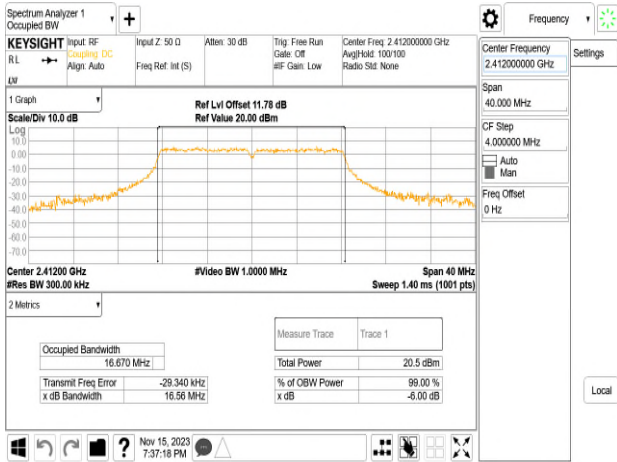 Spectrum Analyzer 1
Occupied BW
Frequency
KEYSIGHT
RL
Input: RF
Coupling: DC
Align: Auto
Input Z: 50 Ω
Freq Ref: Int (S)
Atten: 30 dB
Trig: Free Run
Gate: Off
#IF Gain: Low
Center Freq: 2.412000000 GHz
Avg|Hold: 100/100
Radio Std: None
Center Frequency
2.412000000 GHz
Settings
Span
40.000 MHz
CF Step
4.000000 MHz
Auto
Man
Freq Offset
0 Hz
Local
1 Graph
Scale/Div 10.0 dB
Ref Lvl Offset 11.78 dB
Ref Value 20.00 dBm
Log
10.0
0.00
-10.0
-20.0
-30.0
-40.0
-50.0
-60.0
-70.0
Center 2.41200 GHz
#Video BW 1.0000 MHz
Span 40 MHz
#Res BW 300.00 kHz
Sweep 1.40 ms (1001 pts)
2 Metrics
Measure Trace
Trace 1
Occupied Bandwidth
16.670 MHz
Total Power
20.5 dBm
Transmit Freq Error
-29.340 kHz
% of OBW Power
99.00 %
x dB Bandwidth
16.56 MHz
x dB
-6.00 dB
Nov 15, 2023
7:37:18 PM